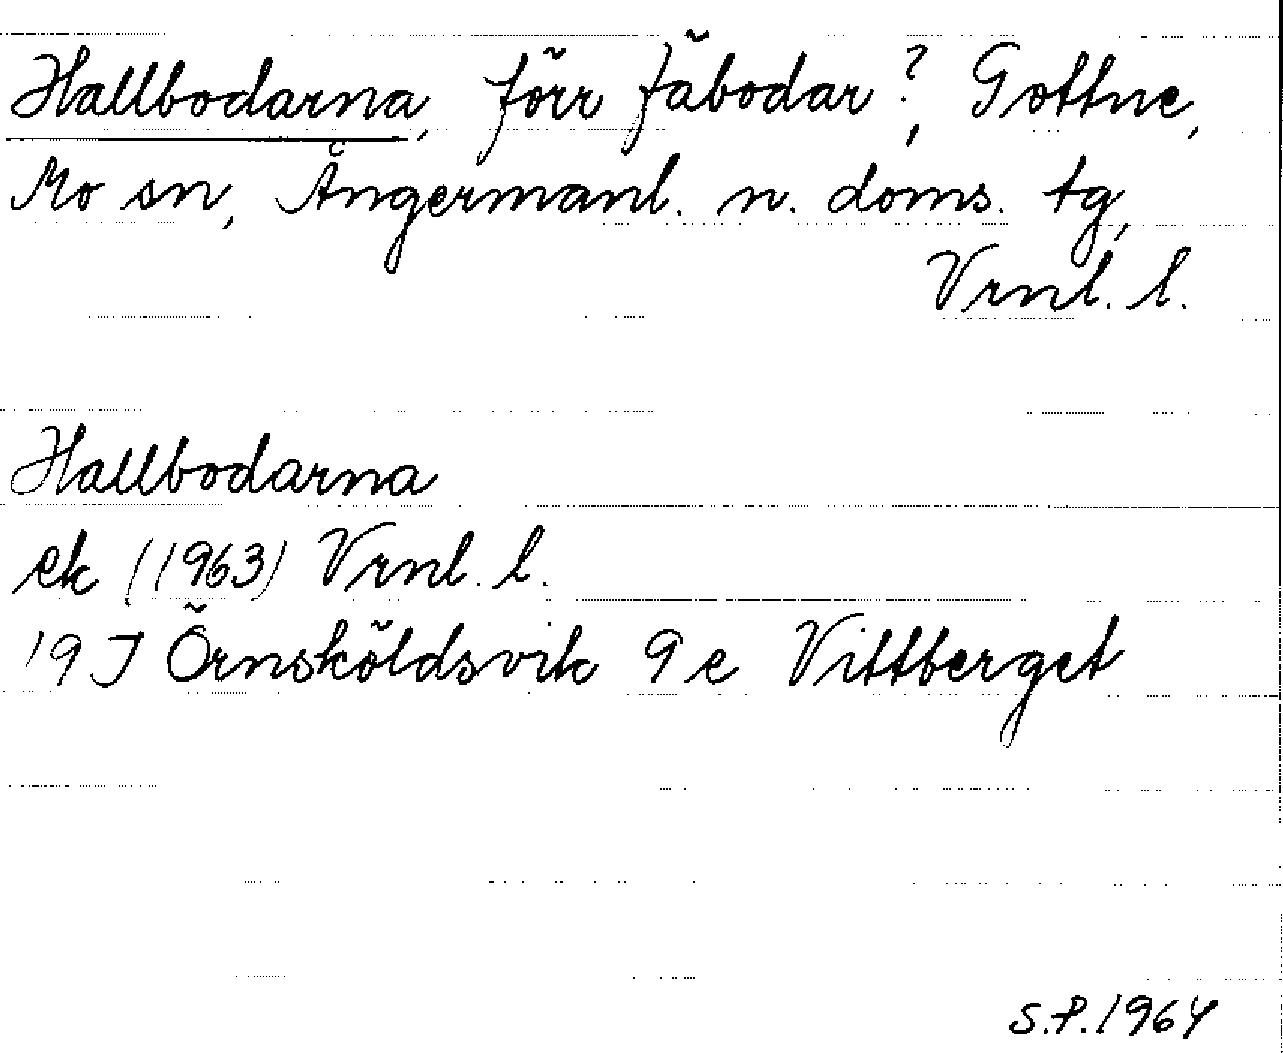 Hallbodarna, förr fäbodar?, Gottne,
Mo sn, Ångermanl. n. doms. tg,
Vrnl. l.
Hallbodarna
ek (1963) Vrnl. l.
19 J Örnsköldsvik 9 e Vittberget
S.P. 1964